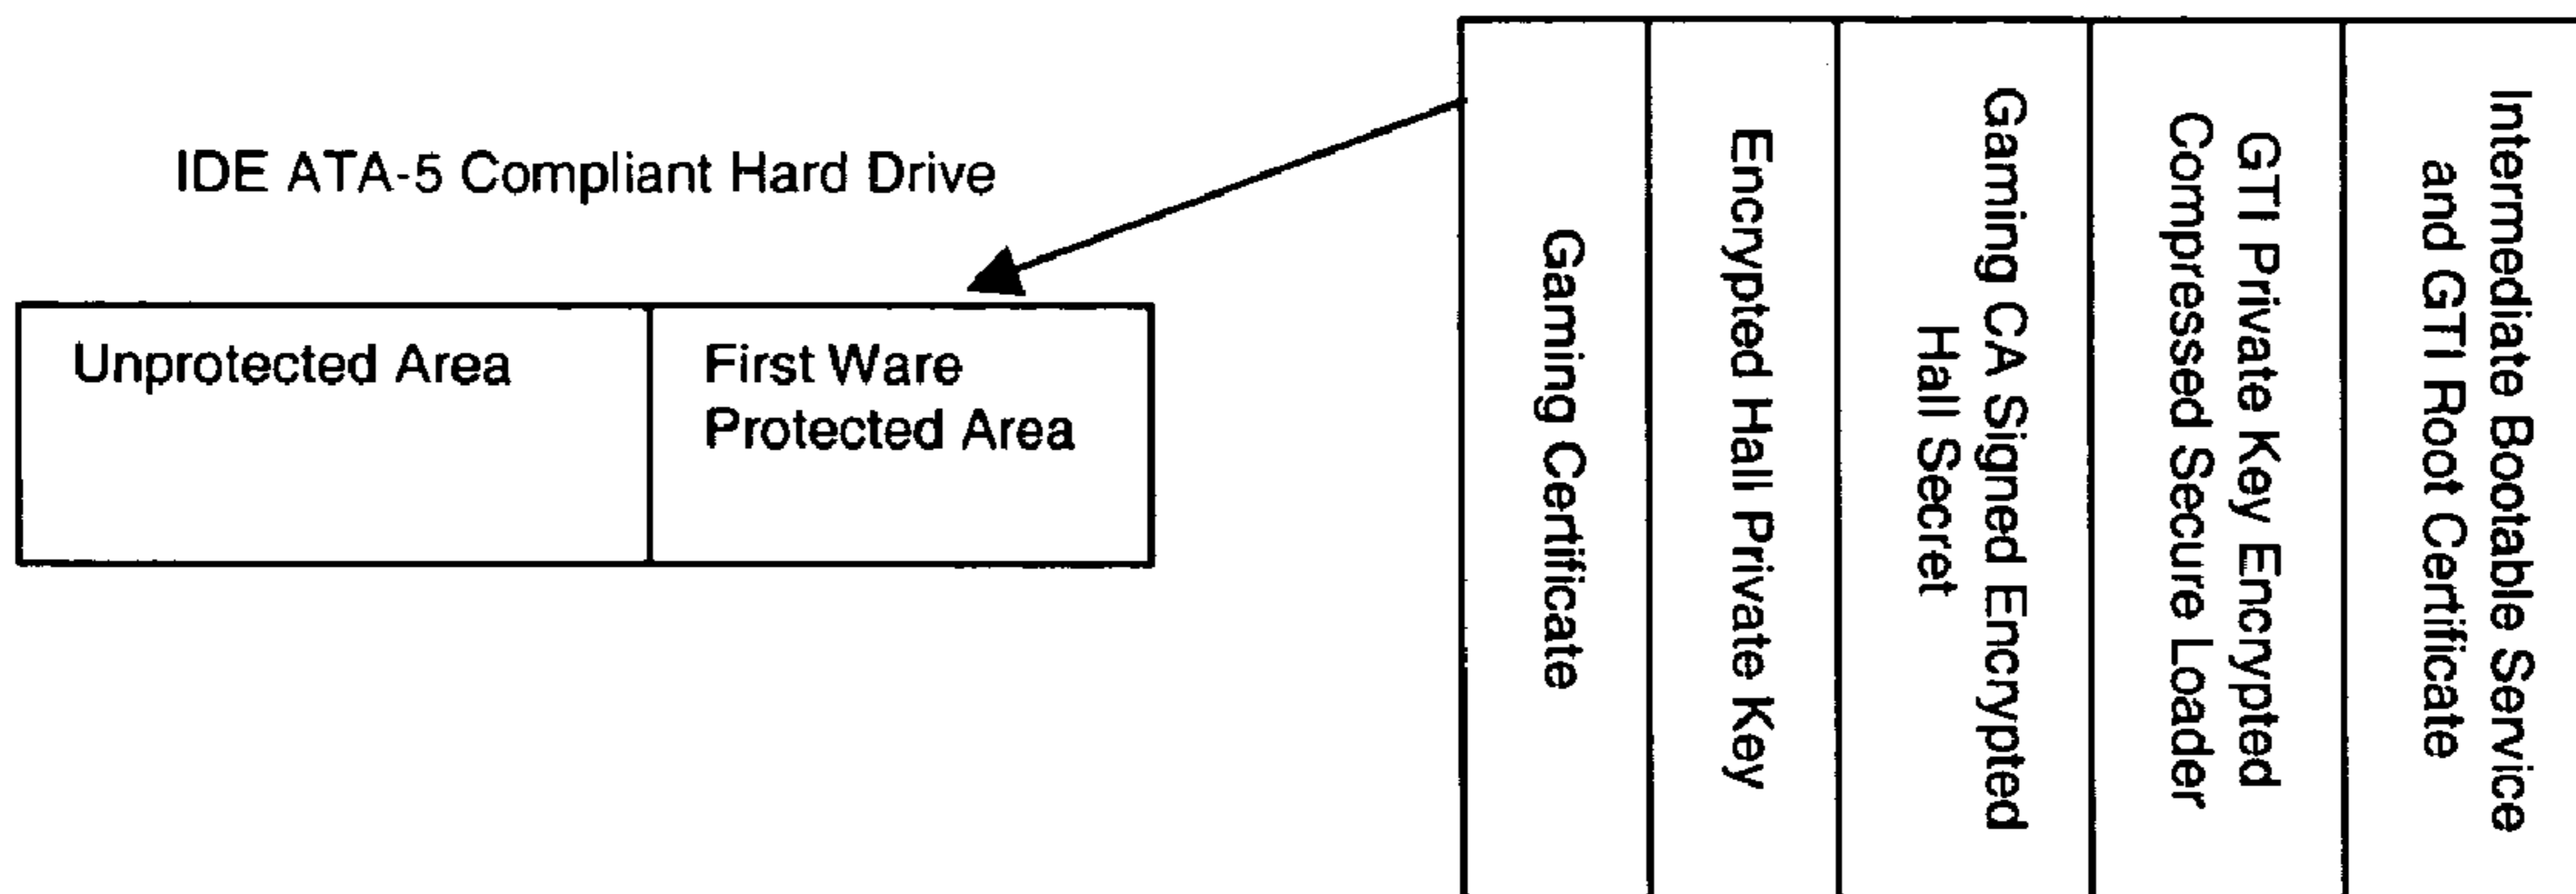 IDE ATA-5 Compliant Hard Drive
Unprotected Area
First Ware
Protected Area
Gaming Certificate
Encrypted Hall Private Key
Gaming CA Signed Encrypted
Hall Secret
GTI Private Key Encrypted
Compressed Secure Loader
Intermediate Bootable Service
and GTI Root Certificate